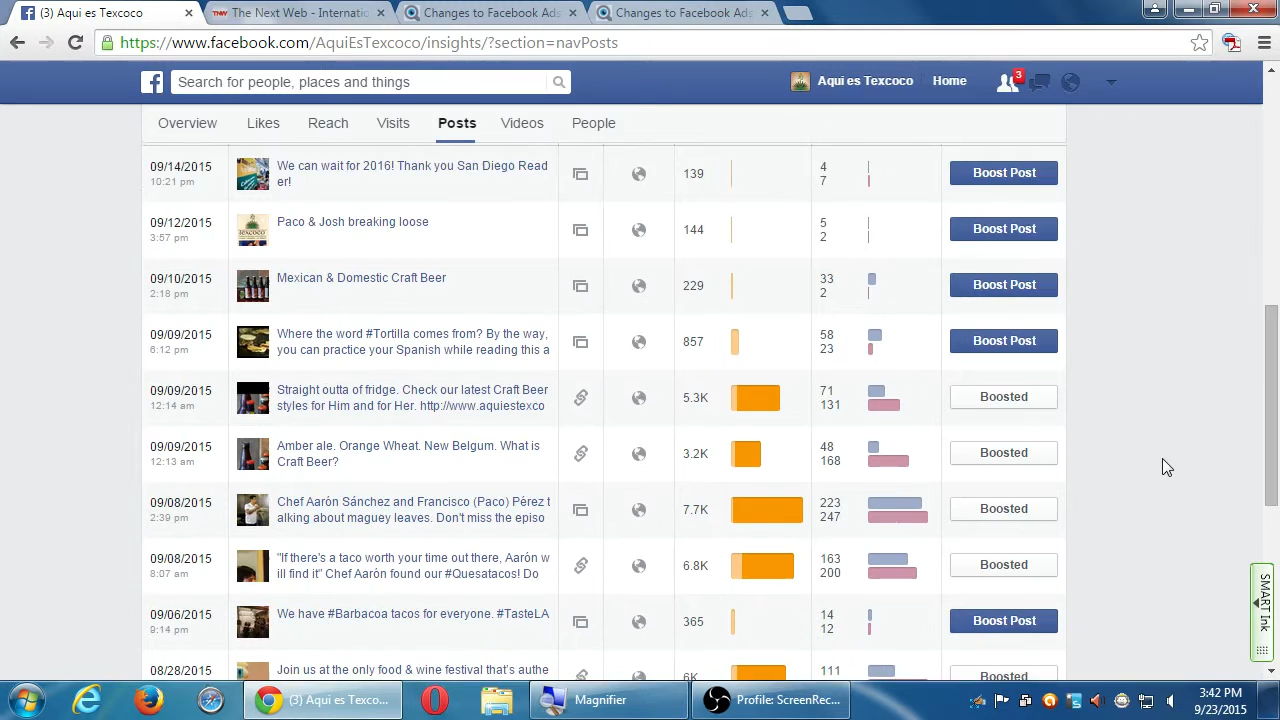 (3) Aqui es Texcoco
The Next Web - Internatio
Changes to Facebook Ads
Changes to Facebook Ads
https://www.facebook.com/AquiEsTexcoco/insights/?section=navPosts
Search for people, places and things
Aqui es Texcoco
Home
3
Overview
Likes
Reach
Visits
Posts
Videos
People
09/14/2015
10:21 pm
We can wait for 2016! Thank you San Diego Read
er!
139
4
7
Boost Post
09/12/2015
3:57 pm
Paco & Josh breaking loose
144
5
2
Boost Post
09/10/2015
2:18 pm
Mexican & Domestic Craft Beer
229
33
2
Boost Post
09/09/2015
6:12 pm
Where the word #Tortilla comes from? By the way,
you can practice your Spanish while reading this a
857
58
23
Boost Post
09/09/2015
12:14 am
Straight outta of fridge. Check our latest Craft Beer
styles for Him and for Her. http://www.aquiestexco
5.3K
71
131
Boosted
09/09/2015
12:13 am
Amber ale. Orange Wheat. New Belgum. What is
Craft Beer?
3.2K
48
168
Boosted
09/08/2015
2:39 pm
Chef Aarón Sánchez and Francisco (Paco) Pérez t
alking about maguey leaves. Don't miss the episo
7.7K
223
247
Boosted
09/08/2015
8:07 am
"If there's a taco worth your time out there, Aarón w
ill find it" Chef Aarón found our #Quesatacos! Do
6.8K
163
200
Boosted
09/06/2015
9:14 pm
We have #Barbacoa tacos for everyone. #TasteLA
365
14
12
Boost Post
08/28/2015
Join us at the only food & wine festival that's authe
6K
111
Boosted
SMART Ink
Aqui es Texco...
Magnifier
Profile: ScreenRec...
3:42 PM
9/23/2015